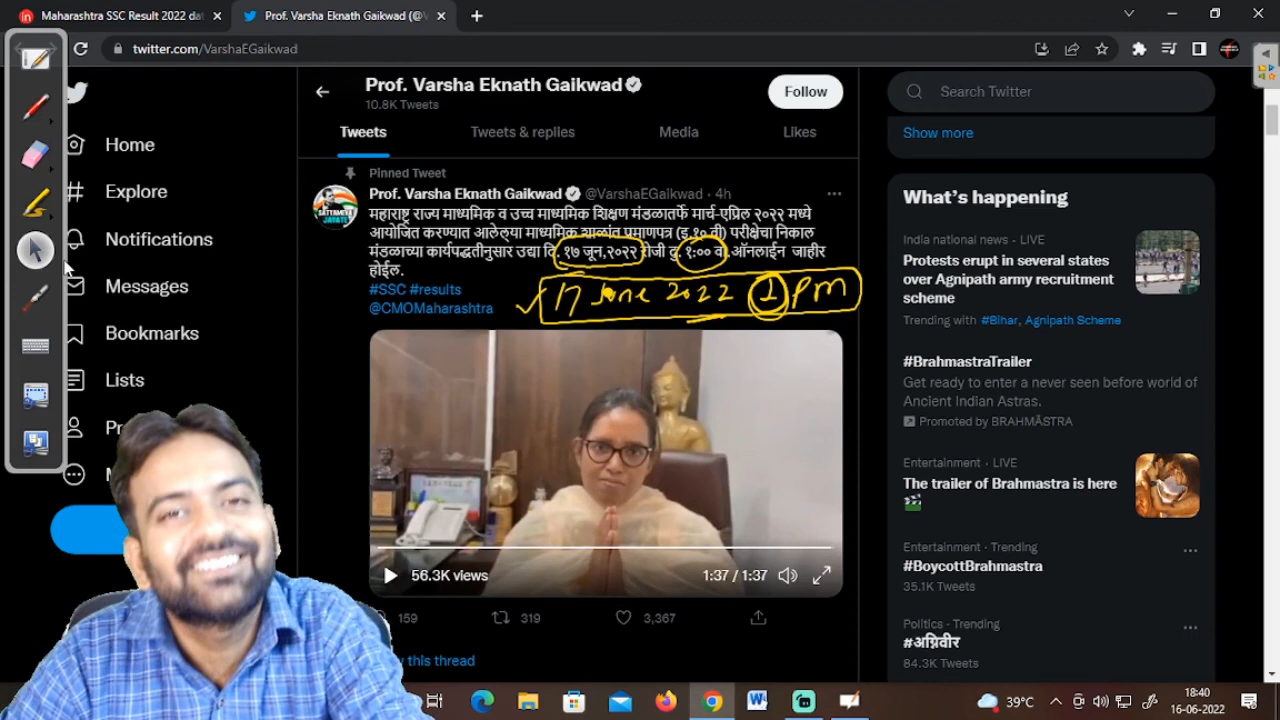 Maharashtra SSC Result 2022 dat
Prof. Varsha Eknath Gaikwad (@V
twitter.com/VarshaEGaikwad
Prof. Varsha Eknath Gaikwad
10.8K Tweets
Follow
Tweets
Tweets & replies
Media
Likes
Home
Explore
Notifications
Messages
Bookmarks
Lists
Pr
M
Pinned Tweet
Prof. Varsha Eknath Gaikwad @VarshaEGaikwad · 4h
महाराष्ट्र राज्य माध्यमिक व उच्च माध्यमिक शिक्षण मंडळातर्फे मार्च-एप्रिल २०२२ मध्ये
आयोजित करण्यात आलेल्या माध्यमिक शाळांत प्रमाणपत्र (इ.१० वी) परीक्षेचा निकाल
मंडळाच्या कार्यपद्धतीनुसार उद्या दि. १७ जून,२०२२ रोजी दु. १:०० वा. ऑनलाईन जाहीर
होईल.
#SSC #results
@CMOMaharashtra
17 June 2022 1 pm
SATYAMEV
JAYATE
56.3K views
1:37 / 1:37
159
319
3,367
this thread
Search Twitter
Show more
What's happening
India national news · LIVE
Protests erupt in several states
over Agnipath army recruitment
scheme
Trending with #Bihar, Agnipath Scheme
#BrahmastraTrailer
Get ready to enter a never seen before world of
Ancient Indian Astras.
Promoted by BRAHMĀSTRA
Entertainment · LIVE
The trailer of Brahmastra is here
Entertainment · Trending
#BoycottBrahmastra
35.1K Tweets
Politics · Trending
#अग्निवीर
84.3K Tweets
39°C
18:40
16-06-2022